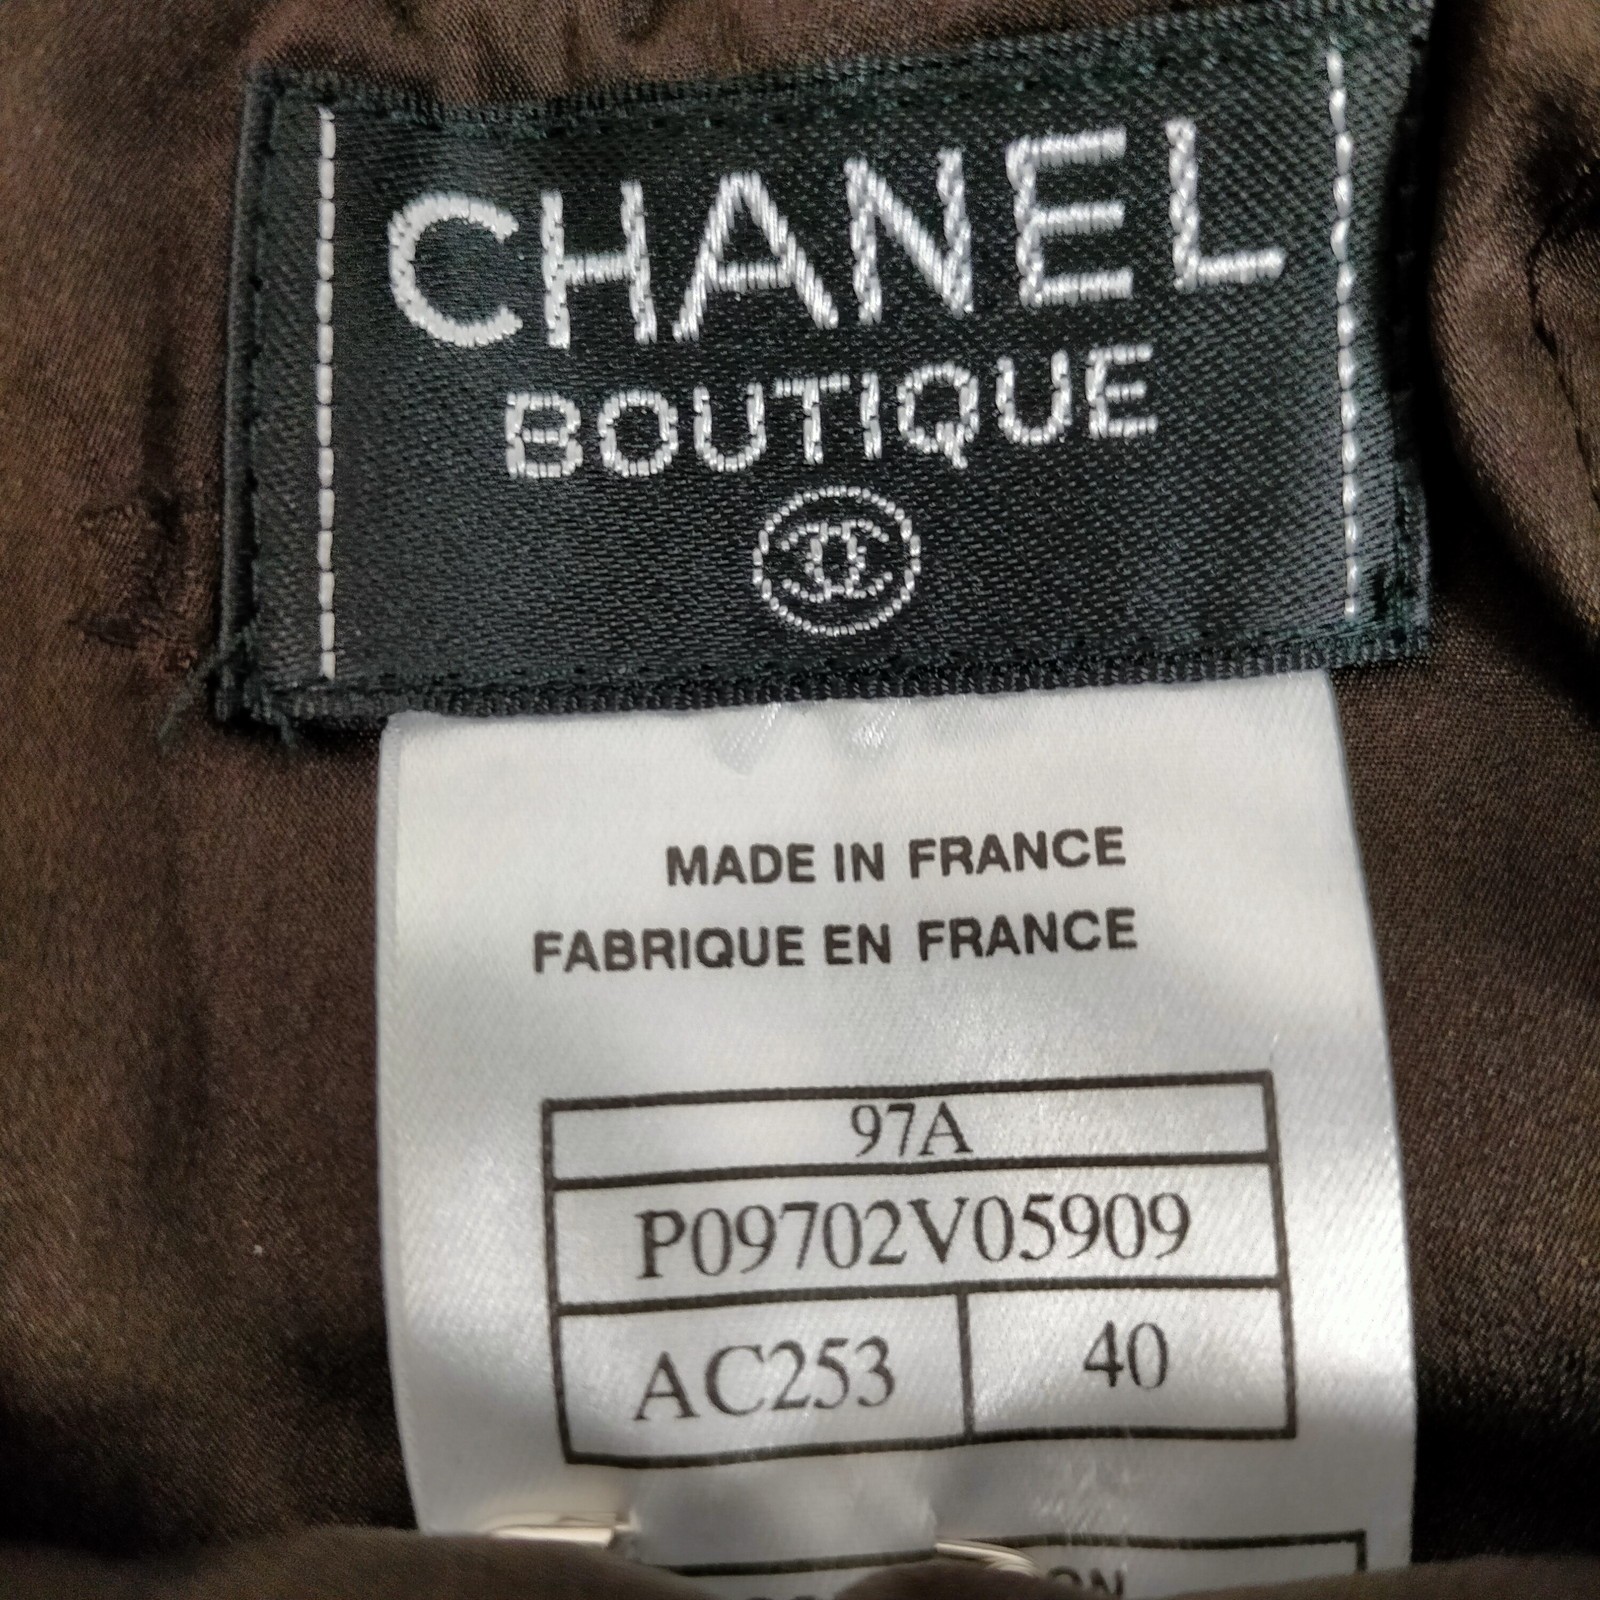 CHANEL
BOUTIQUE
MADE IN FRANCE
FABRIQUE EN FRANCE
97A
P09702V05909
AC253 40